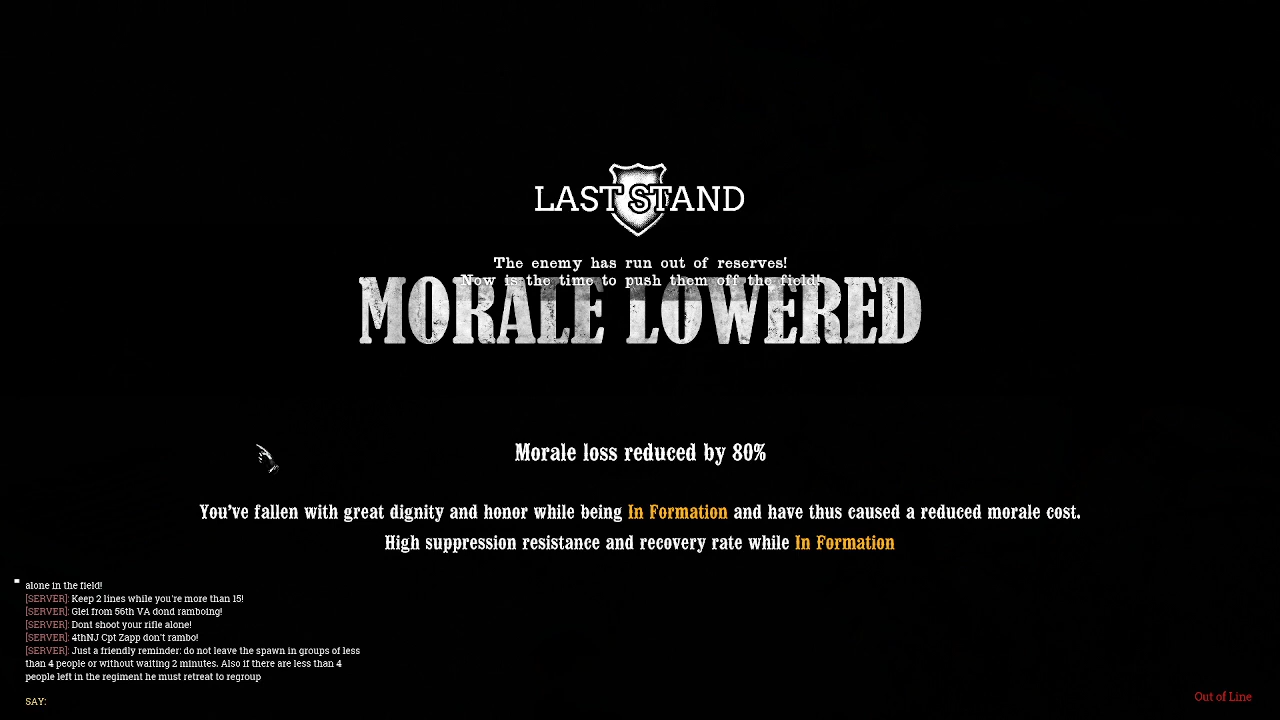 LAST STAND
The enemy has run out of reserves!
Now is the time to push them off the field!
MORALE LOWERED
Morale loss reduced by 80%
You've fallen with great dignity and honor while being In Formation and have thus caused a reduced morale cost.
High suppression resistance and recovery rate while In Formation
alone in the field!
[SERVER]: Keep 2 lines while you're more than 15!
[SERVER]: Glei from 56th VA dond ramboing!
[SERVER]: Dont shoot your rifle alone!
[SERVER]: 4thNJ Cpt Zapp don't rambo!
[SERVER]: Just a friendly reminder: do not leave the spawn in groups of less
than 4 people or without waiting 2 minutes. Also if there are less than 4
people left in the regiment he must retreat to regroup
SAY:
Out of Line